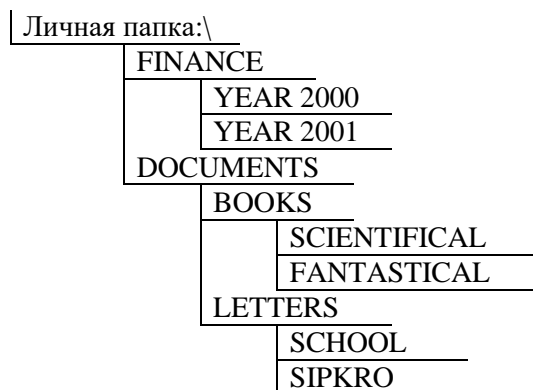 Личная папка:\
FINANCE
YEAR 2000
YEAR 2001
DOCUMENTS
BOOKS
SCIENTIFICAL
FANTASTICAL
LETTERS
SCHOOL
SIPKRO